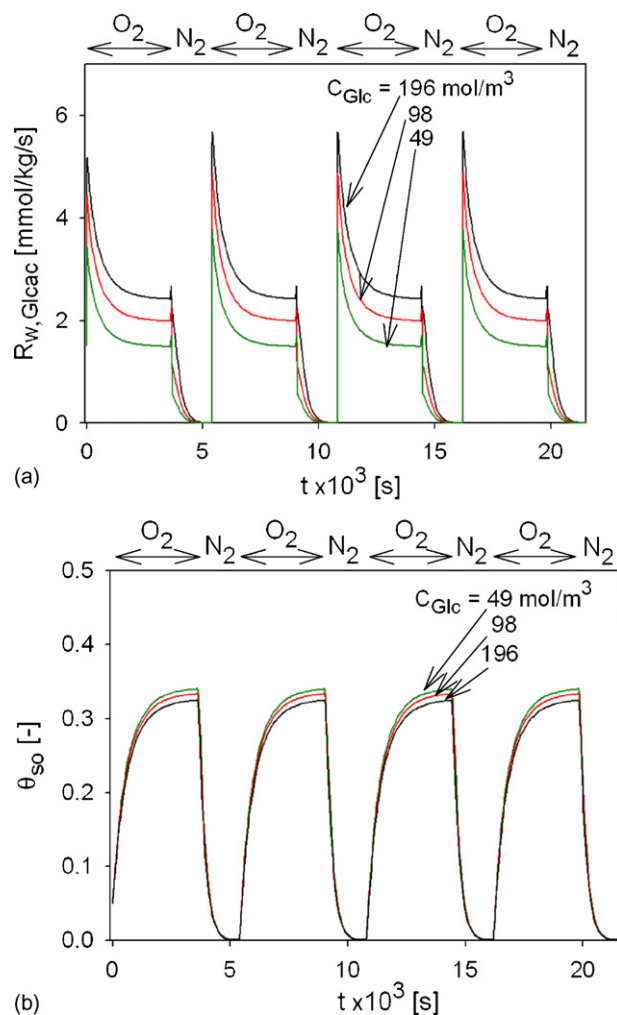 O2 N2 O2 N2 O2 N2 O2 N2
CGlc = 196 mol/m3
98
49
6
4
2
0
Rw,Glcac [mmol/kg/s]
0 5 10 15 20
t x103 [s]
(a)
O2 N2 O2 N2 O2 N2 O2 N2
0.5
CGlc = 49 mol/m3
98
196
0.4
0.3
0.2
0.1
0.0
θso [-]
0 5 10 15 20
t x103 [s]
(b)